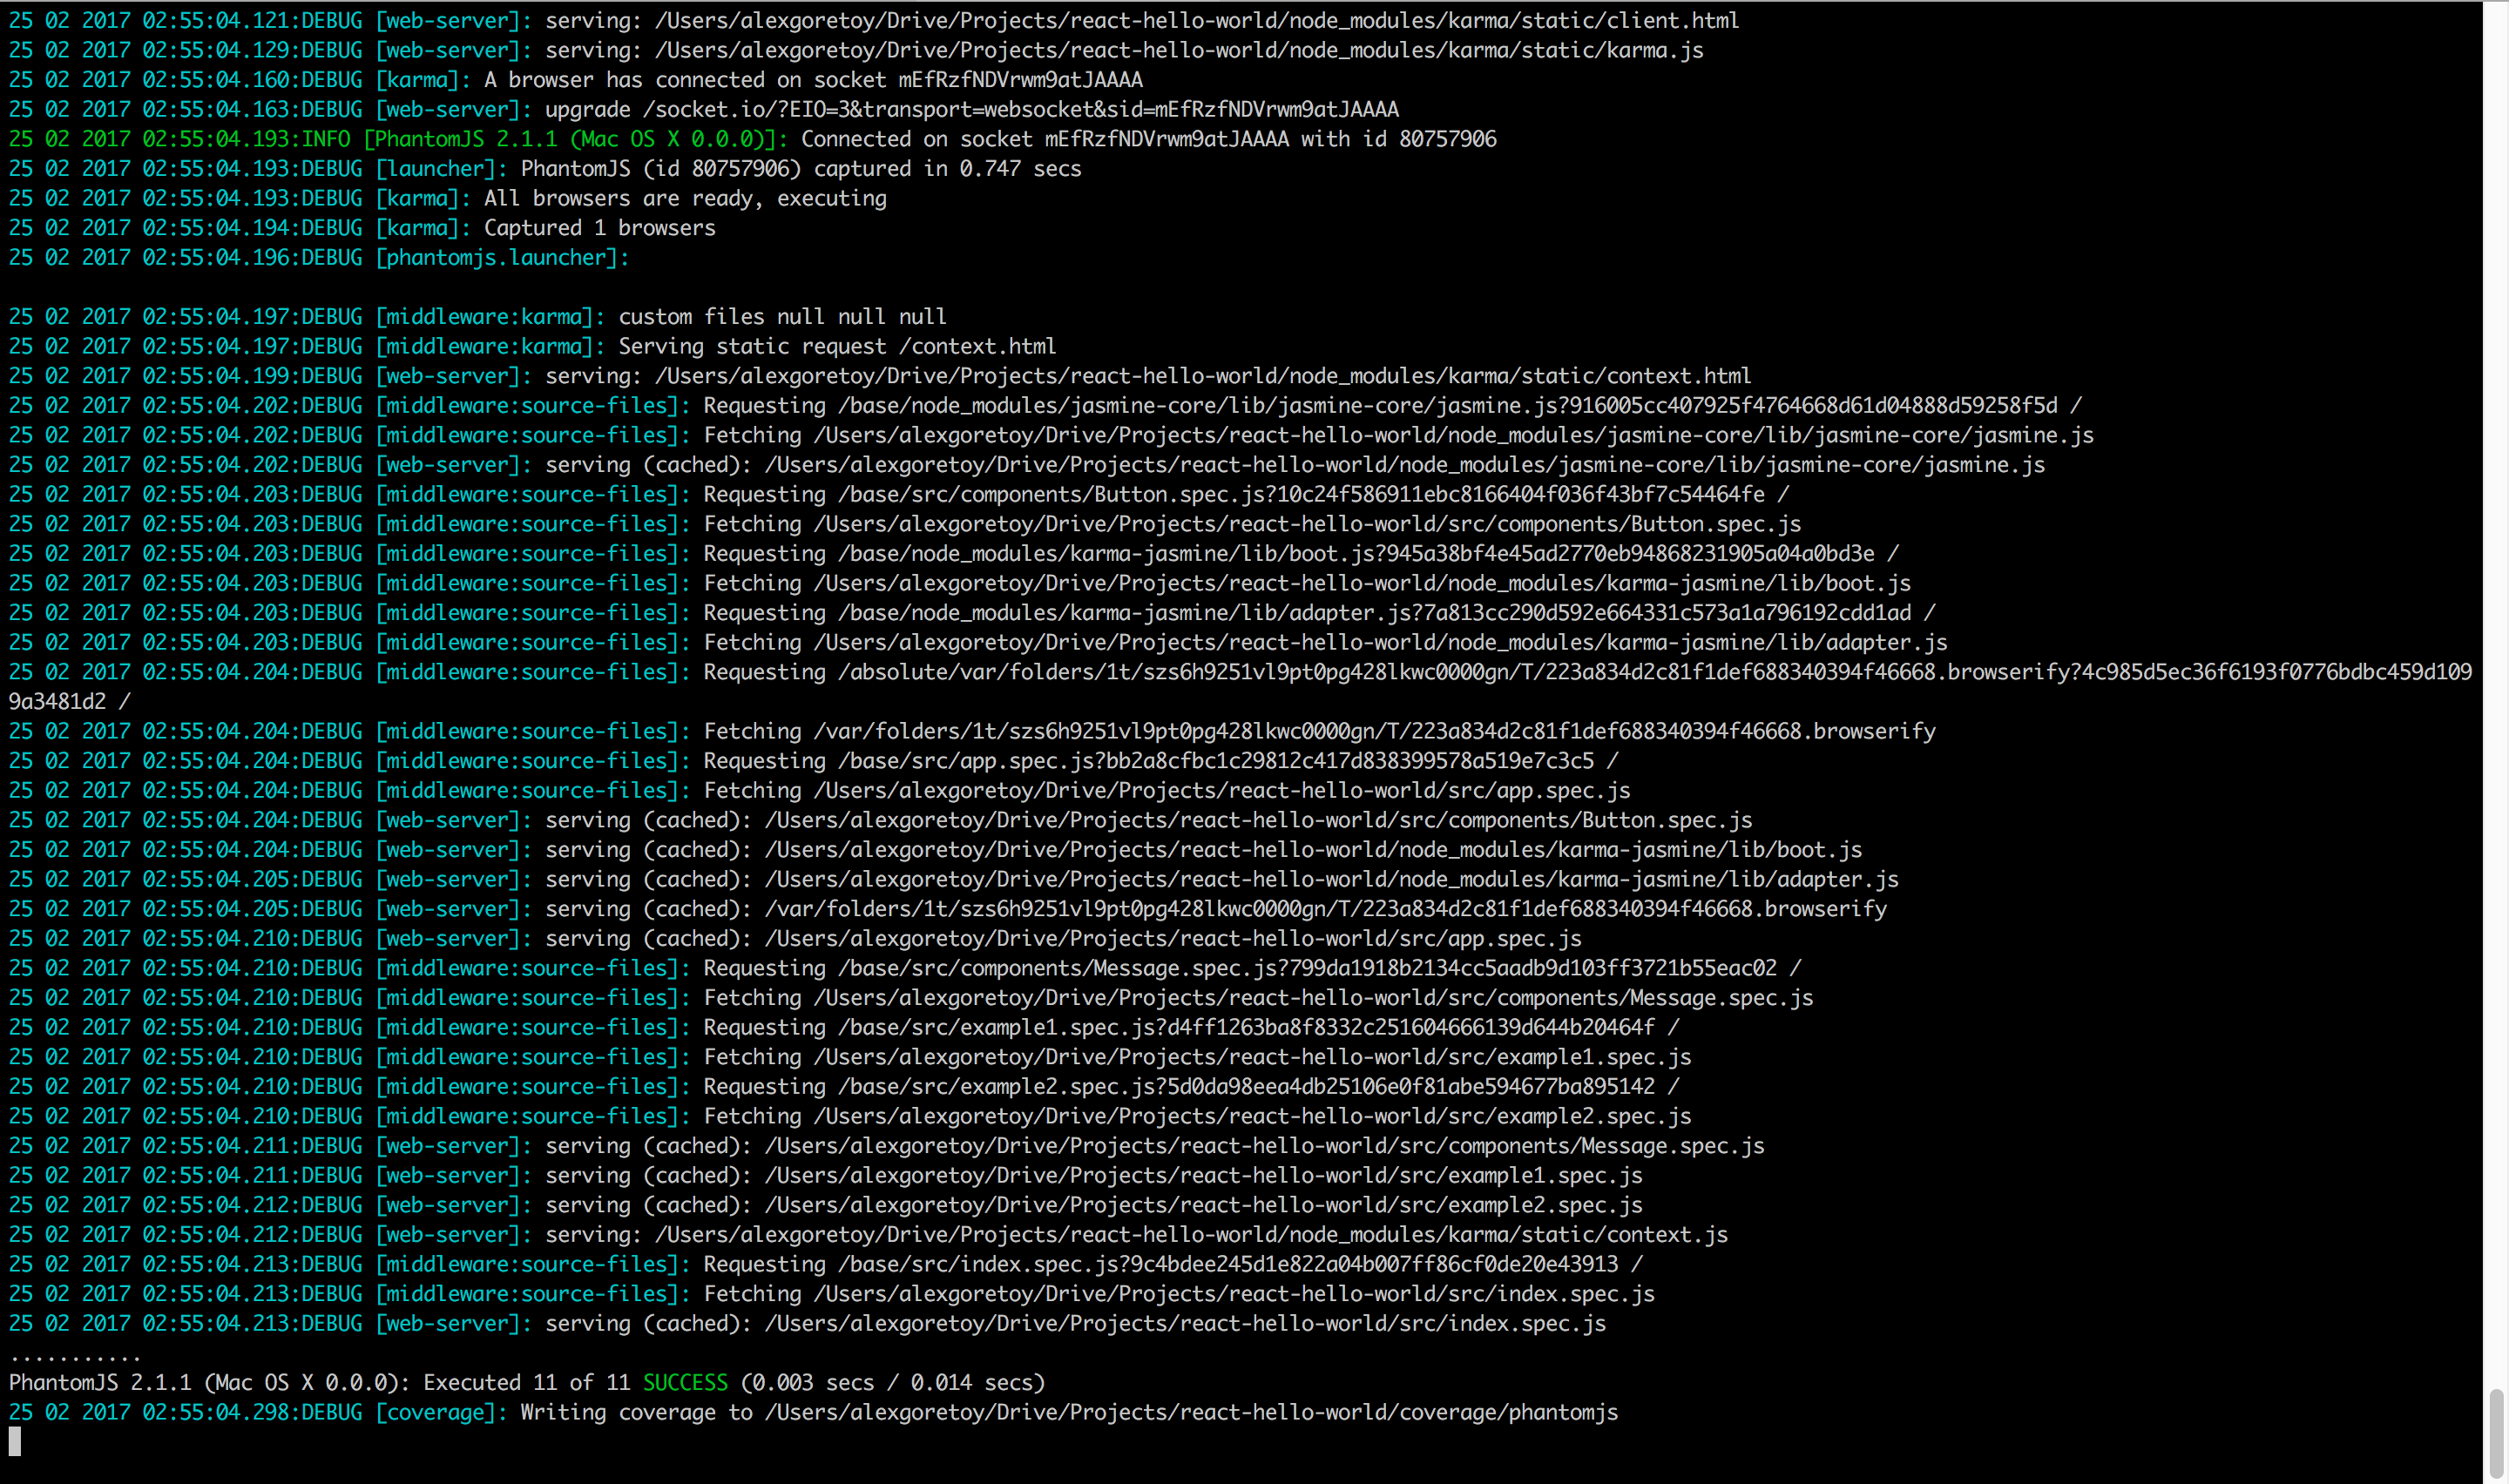 25 02 2017 02:55:04.121:DEBUG [web-server]: serving: /Users/alexgoretoy/Drive/Projects/react-hello-world/node_modules/karma/static/client.html
25 02 2017 02:55:04.129:DEBUG [web-server]: serving: /Users/alexgoretoy/Drive/Projects/react-hello-world/node_modules/karma/static/karma.js
25 02 2017 02:55:04.160:DEBUG [karma]: A browser has connected on socket mEfRzfNDVrwm9atJAAAA
25 02 2017 02:55:04.163:DEBUG [web-server]: upgrade /socket.io/?EIO=3&transport=websocket&sid=mEfRzfNDVrwm9atJAAAA
25 02 2017 02:55:04.193:INFO [PhantomJS 2.1.1 (Mac OS X 0.0.0)]: Connected on socket mEfRzfNDVrwm9atJAAAA with id 80757906
25 02 2017 02:55:04.193:DEBUG [launcher]: PhantomJS (id 80757906) captured in 0.747 secs
25 02 2017 02:55:04.193:DEBUG [karma]: All browsers are ready, executing
25 02 2017 02:55:04.194:DEBUG [karma]: Captured 1 browsers
25 02 2017 02:55:04.196:DEBUG [phantomjs.launcher]:
25 02 2017 02:55:04.197:DEBUG [middleware:karma]: custom files null null null
25 02 2017 02:55:04.197:DEBUG [middleware:karma]: Serving static request /context.html
25 02 2017 02:55:04.199:DEBUG [web-server]: serving: /Users/alexgoretoy/Drive/Projects/react-hello-world/node_modules/karma/static/context.html
25 02 2017 02:55:04.202:DEBUG [middleware:source-files]: Requesting /base/node_modules/jasmine-core/lib/jasmine-core/jasmine.js?916005cc407925f4764668d61d04888d59258f5d /
25 02 2017 02:55:04.202:DEBUG [middleware:source-files]: Fetching /Users/alexgoretoy/Drive/Projects/react-hello-world/node_modules/jasmine-core/lib/jasmine-core/jasmine.js
25 02 2017 02:55:04.202:DEBUG [web-server]: serving (cached): /Users/alexgoretoy/Drive/Projects/react-hello-world/node_modules/jasmine-core/lib/jasmine-core/jasmine.js
25 02 2017 02:55:04.203:DEBUG [middleware:source-files]: Requesting /base/src/components/Button.spec.js?10c24f586911ebc8166404f036f43bf7c54464fe /
25 02 2017 02:55:04.203:DEBUG [middleware:source-files]: Fetching /Users/alexgoretoy/Drive/Projects/react-hello-world/src/components/Button.spec.js
25 02 2017 02:55:04.203:DEBUG [middleware:source-files]: Requesting /base/node_modules/karma-jasmine/lib/boot.js?945a38bf4e45ad2770eb94868231905a04a0bd3e /
25 02 2017 02:55:04.203:DEBUG [middleware:source-files]: Fetching /Users/alexgoretoy/Drive/Projects/react-hello-world/node_modules/karma-jasmine/lib/boot.js
25 02 2017 02:55:04.203:DEBUG [middleware:source-files]: Requesting /base/node_modules/karma-jasmine/lib/adapter.js?7a813cc290d592e664331c573a1a796192cdd1ad /
25 02 2017 02:55:04.203:DEBUG [middleware:source-files]: Fetching /Users/alexgoretoy/Drive/Projects/react-hello-world/node_modules/karma-jasmine/lib/adapter.js
25 02 2017 02:55:04.204:DEBUG [middleware:source-files]: Requesting /absolute/var/folders/1t/szs6h9251vl9pt0pg428lkwc0000gn/T/223a834d2c81f1def688340394f46668.browserify?4c985d5ec36f6193f0776bdbc459d109
9a3481d2 /
25 02 2017 02:55:04.204:DEBUG [middleware:source-files]: Fetching /var/folders/1t/szs6h9251vl9pt0pg428lkwc0000gn/T/223a834d2c81f1def688340394f46668.browserify
25 02 2017 02:55:04.204:DEBUG [middleware:source-files]: Requesting /base/src/app.spec.js?bb2a8cfbc1c29812c417d838399578a519e7c3c5 /
25 02 2017 02:55:04.204:DEBUG [middleware:source-files]: Fetching /Users/alexgoretoy/Drive/Projects/react-hello-world/src/app.spec.js
25 02 2017 02:55:04.204:DEBUG [web-server]: serving (cached): /Users/alexgoretoy/Drive/Projects/react-hello-world/src/components/Button.spec.js
25 02 2017 02:55:04.204:DEBUG [web-server]: serving (cached): /Users/alexgoretoy/Drive/Projects/react-hello-world/node_modules/karma-jasmine/lib/boot.js
25 02 2017 02:55:04.205:DEBUG [web-server]: serving (cached): /Users/alexgoretoy/Drive/Projects/react-hello-world/node_modules/karma-jasmine/lib/adapter.js
25 02 2017 02:55:04.205:DEBUG [web-server]: serving (cached): /var/folders/1t/szs6h9251vl9pt0pg428lkwc0000gn/T/223a834d2c81f1def688340394f46668.browserify
25 02 2017 02:55:04.210:DEBUG [web-server]: serving (cached): /Users/alexgoretoy/Drive/Projects/react-hello-world/src/app.spec.js
25 02 2017 02:55:04.210:DEBUG [middleware:source-files]: Requesting /base/src/components/Message.spec.js?799da1918b2134cc5aadb9d103ff3721b55eac02 /
25 02 2017 02:55:04.210:DEBUG [middleware:source-files]: Fetching /Users/alexgoretoy/Drive/Projects/react-hello-world/src/components/Message.spec.js
25 02 2017 02:55:04.210:DEBUG [middleware:source-files]: Requesting /base/src/example1.spec.js?d4ff1263ba8f8332c251604666139d644b20464f /
25 02 2017 02:55:04.210:DEBUG [middleware:source-files]: Fetching /Users/alexgoretoy/Drive/Projects/react-hello-world/src/example1.spec.js
25 02 2017 02:55:04.210:DEBUG [middleware:source-files]: Requesting /base/src/example2.spec.js?5d0da98eea4db25106e0f81abe594677ba895142 /
25 02 2017 02:55:04.210:DEBUG [middleware:source-files]: Fetching /Users/alexgoretoy/Drive/Projects/react-hello-world/src/example2.spec.js
25 02 2017 02:55:04.211:DEBUG [web-server]: serving (cached): /Users/alexgoretoy/Drive/Projects/react-hello-world/src/components/Message.spec.js
25 02 2017 02:55:04.211:DEBUG [web-server]: serving (cached): /Users/alexgoretoy/Drive/Projects/react-hello-world/src/example1.spec.js
25 02 2017 02:55:04.212:DEBUG [web-server]: serving (cached): /Users/alexgoretoy/Drive/Projects/react-hello-world/src/example2.spec.js
25 02 2017 02:55:04.212:DEBUG [web-server]: serving: /Users/alexgoretoy/Drive/Projects/react-hello-world/node_modules/karma/static/context.js
25 02 2017 02:55:04.213:DEBUG [middleware:source-files]: Requesting /base/src/index.spec.js?9c4bdee245d1e822a04b007ff86cf0de20e43913 /
25 02 2017 02:55:04.213:DEBUG [middleware:source-files]: Fetching /Users/alexgoretoy/Drive/Projects/react-hello-world/src/index.spec.js
25 02 2017 02:55:04.213:DEBUG [web-server]: serving (cached): /Users/alexgoretoy/Drive/Projects/react-hello-world/src/index.spec.js
...........
PhantomJS 2.1.1 (Mac OS X 0.0.0): Executed 11 of 11 SUCCESS (0.003 secs / 0.014 secs)
25 02 2017 02:55:04.298:DEBUG [coverage]: Writing coverage to /Users/alexgoretoy/Drive/Projects/react-hello-world/coverage/phantomjs